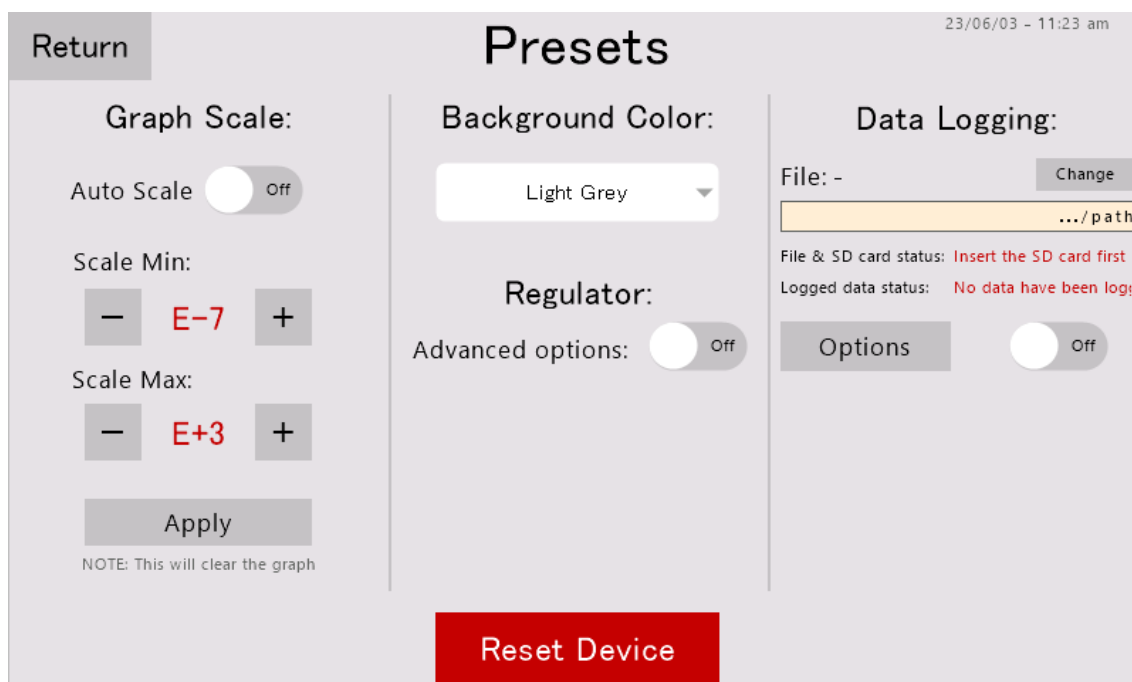 Return
Presets
23/06/03 - 11:23 am
Graph Scale:
Auto Scale Off
Scale Min:
− E−7 +
Scale Max:
− E+3 +
Apply
NOTE: This will clear the graph
Background Color:
Light Grey
Regulator:
Advanced options: Off
Data Logging:
File: - Change
.../path
File & SD card status: Insert the SD card first
Logged data status: No data have been
Options Off
Reset Device